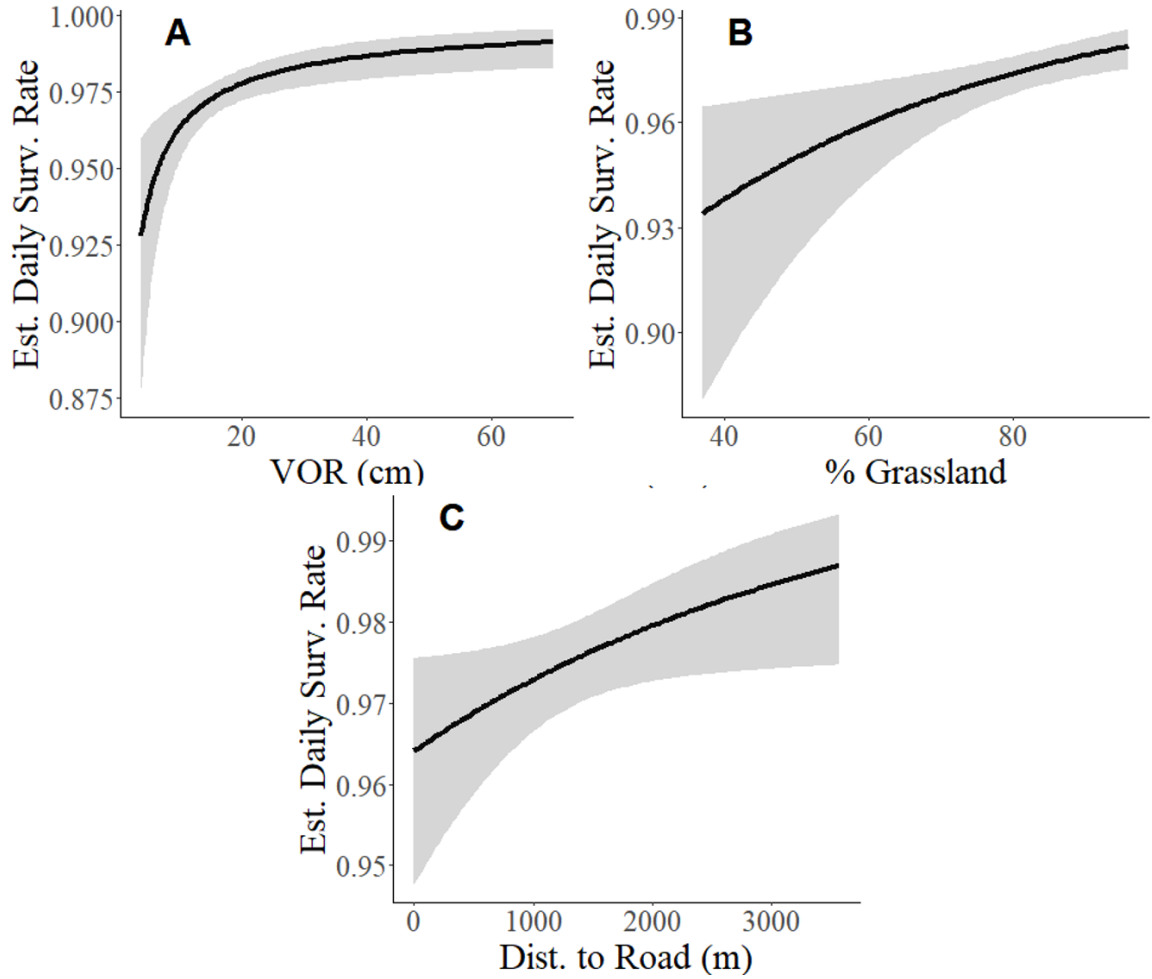 A
Est. Daily Surv. Rate
1.000
0.975
0.950
0.925
0.900
0.875
20 40 60
VOR (cm)
B
Est. Daily Surv. Rate
0.99
0.96
0.93
0.90
40 60 80
% Grassland
C
Est. Daily Surv. Rate
0.99
0.98
0.97
0.96
0.95
0 1000 2000 3000
Dist. to Road (m)